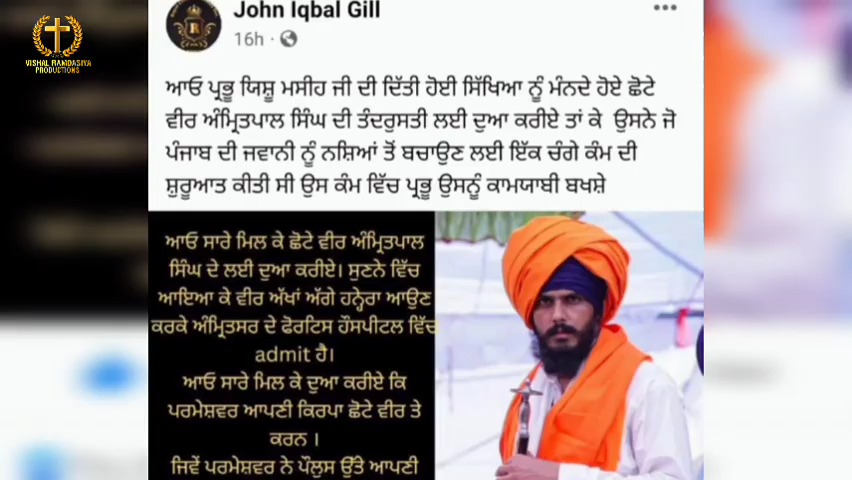 VISHAL RAMDASIYA
PRODUCTIONS
John Iqbal Gill
16h
ਆਓ ਪ੍ਰਭੂ ਯਿਸ਼ੂ ਮਸੀਹ ਜੀ ਦੀ ਦਿੱਤੀ ਹੋਈ ਸਿੱਖਿਆ ਨੂੰ ਮੰਨਦੇ ਹੋਏ ਛੋਟੇ
ਵੀਰ ਅੰਮ੍ਰਿਤਪਾਲ ਸਿੰਘ ਦੀ ਤੰਦਰੁਸਤੀ ਲਈ ਦੁਆ ਕਰੀਏ ਤਾਂ ਕੇ ਉਸਨੇ ਜੋ
ਪੰਜਾਬ ਦੀ ਜਵਾਨੀ ਨੂੰ ਨਸ਼ਿਆਂ ਤੋਂ ਬਚਾਉਣ ਲਈ ਇੱਕ ਚੰਗੇ ਕੰਮ ਦੀ
ਸ਼ੁਰੂਆਤ ਕੀਤੀ ਸੀ ਉਸ ਕੰਮ ਵਿੱਚ ਪ੍ਰਭੂ ਉਸਨੂੰ ਕਾਮਯਾਬੀ ਬਖਸ਼ੇ
ਆਓ ਸਾਰੇ ਮਿਲ ਕੇ ਛੋਟੇ ਵੀਰ ਅੰਮ੍ਰਿਤਪਾਲ
ਸਿੰਘ ਦੇ ਲਈ ਦੁਆ ਕਰੀਏ। ਸੁਣਨੇ ਵਿੱਚ
ਆਇਆ ਕੇ ਵੀਰ ਅੱਖਾਂ ਅੱਗੇ ਹਨ੍ਹੇਰਾ ਆਉਣ
ਕਰਕੇ ਅੰਮ੍ਰਿਤਸਰ ਦੇ ਫੋਰਟਿਸ ਹੌਸਪੀਟਲ ਵਿੱਚ
admit ਹੈ।
ਆਓ ਸਾਰੇ ਮਿਲ ਕੇ ਦੁਆ ਕਰੀਏ ਕਿ
ਪਰਮੇਸ਼ਵਰ ਆਪਣੀ ਕਿਰਪਾ ਛੋਟੇ ਵੀਰ ਤੇ
ਕਰਨ ।
ਜਿਵੇਂ ਪਰਮੇਸ਼ਵਰ ਨੇ ਪੌਲੁਸ ਉੱਤੇ ਆਪਣੀ